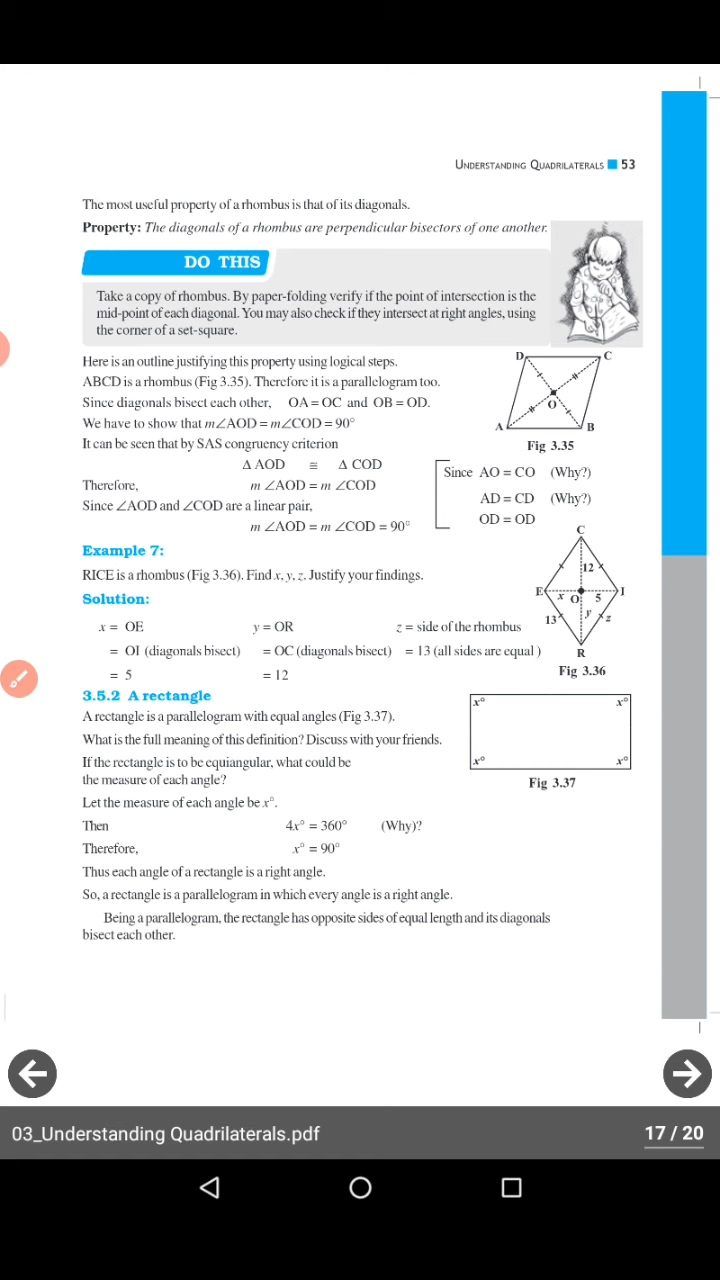 UNDERSTANDING QUADRILATERALS 53
The most useful property of a rhombus is that of its diagonals.
Property: The diagonals of a rhombus are perpendicular bisectors of one another.
DO THIS
Take a copy of rhombus. By paper-folding verify if the point of intersection is the
mid-point of each diagonal. You may also check if they intersect at right angles, using
the corner of a set-square.
Here is an outline justifying this property using logical steps.
ABCD is a rhombus (Fig 3.35). Therefore it is a parallelogram too.
Since diagonals bisect each other, OA = OC and OB = OD.
We have to show that m∠AOD = m∠COD = 90°
It can be seen that by SAS congruency criterion
Δ AOD ≅ Δ COD
Therefore, m ∠AOD = m ∠COD
Since ∠AOD and ∠COD are a linear pair,
m ∠AOD = m ∠COD = 90°
D C
O
A B
Fig 3.35
Since AO = CO (Why?)
AD = CD (Why?)
OD = OD
Example 7:
RICE is a rhombus (Fig 3.36). Find x, y, z. Justify your findings.
Solution:
x = OE y = OR z = side of the rhombus
= OI (diagonals bisect) = OC (diagonals bisect) = 13 (all sides are equal )
= 5 = 12
C
12
E x O 5 I
13 y z
R
Fig 3.36
3.5.2 A rectangle
A rectangle is a parallelogram with equal angles (Fig 3.37).
What is the full meaning of this definition? Discuss with your friends.
If the rectangle is to be equiangular, what could be
the measure of each angle?
Let the measure of each angle be x°.
Then 4x° = 360° (Why)?
Therefore, x° = 90°
Thus each angle of a rectangle is a right angle.
So, a rectangle is a parallelogram in which every angle is a right angle.
Being a parallelogram, the rectangle has opposite sides of equal length and its diagonals
bisect each other.
x° x°
x° x°
Fig 3.37
03_Understanding Quadrilaterals.pdf 17 / 20